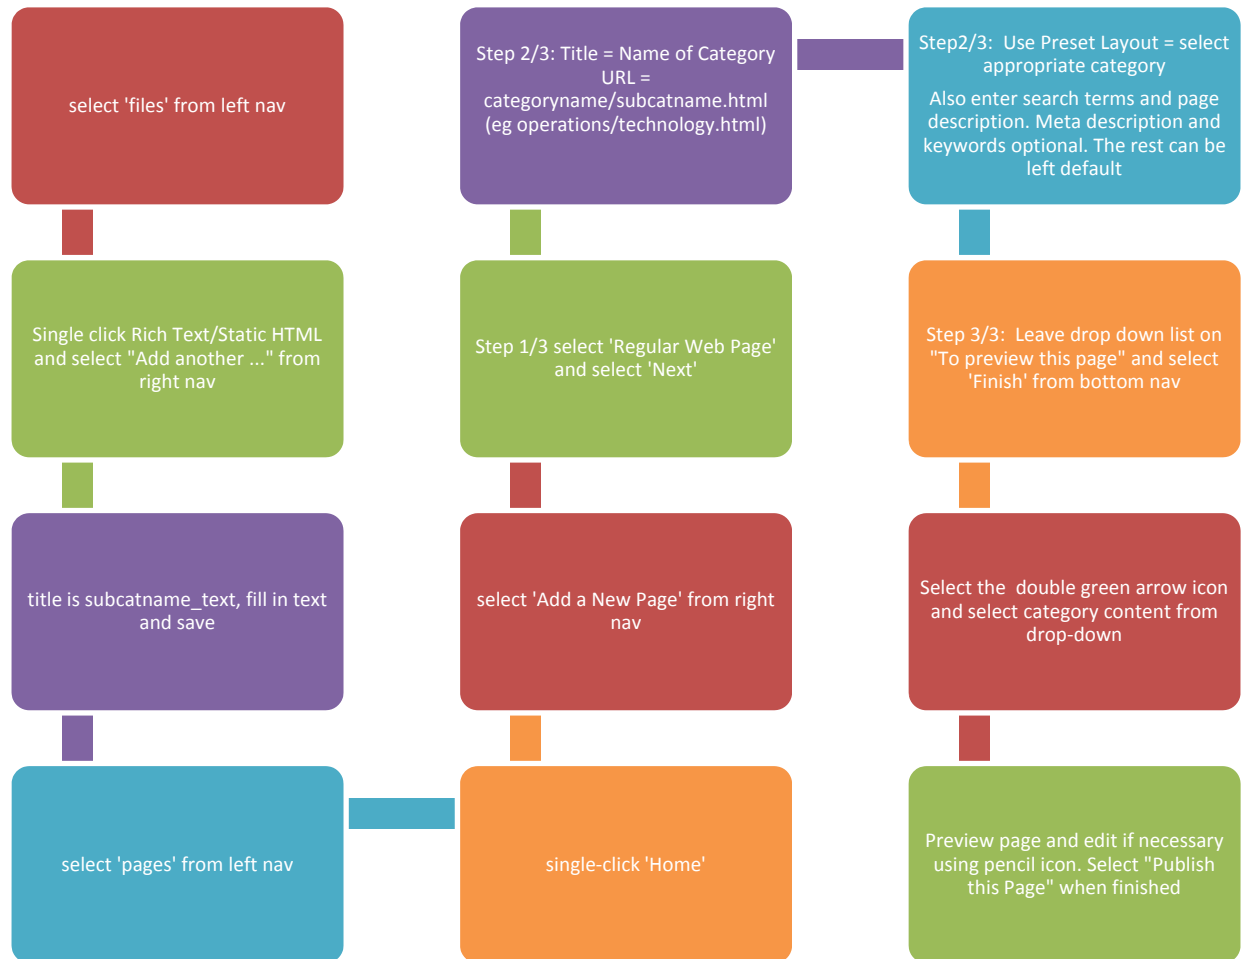 select 'files' from left nav
Single click Rich Text/Static HTML
and select "Add another ..." from
right nav
title is subcatname_text, fill in text
and save
select 'pages' from left nav
single-click 'Home'
select 'Add a New Page' from right
nav
Step 1/3 select 'Regular Web Page'
and select 'Next'
Step 2/3: Title = Name of Category
URL =
categoryname/subcatname.html
(eg operations/technology.html)
Step2/3:  Use Preset Layout = select
appropriate category
Also enter search terms and page
description. Meta description and
keywords optional. The rest can be
left default
Step 3/3:  Leave drop down list on
"To preview this page" and select
'Finish' from bottom nav
Select the  double green arrow icon
and select category content from
drop-down
Preview page and edit if necessary
using pencil icon. Select "Publish
this Page" when finished